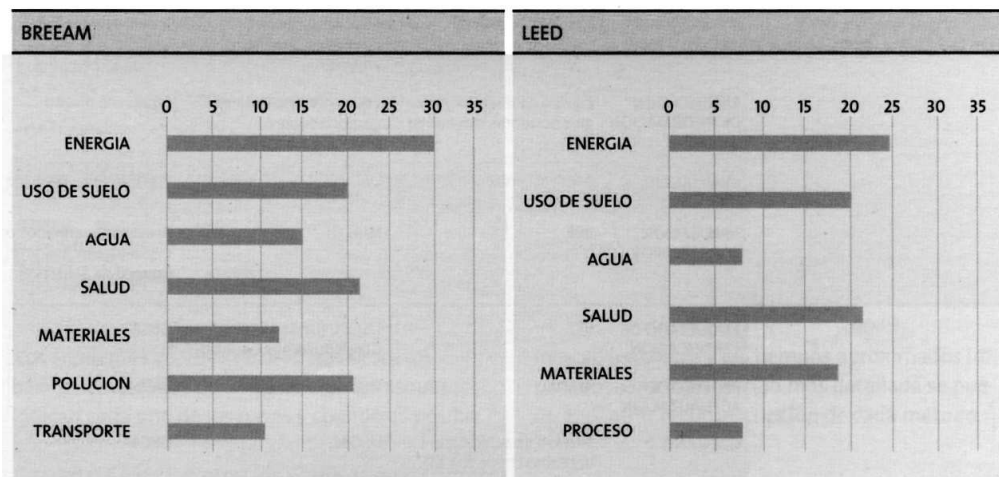 BREEAM
0 5 10 15 20 25 30 35
ENERGIA
USO DE SUELO
AGUA
SALUD
MATERIALES
POLUCION
TRANSPORTE
LEED
0 5 10 15 20 25 30 35
ENERGIA
USO DE SUELO
AGUA
SALUD
MATERIALES
PROCESO